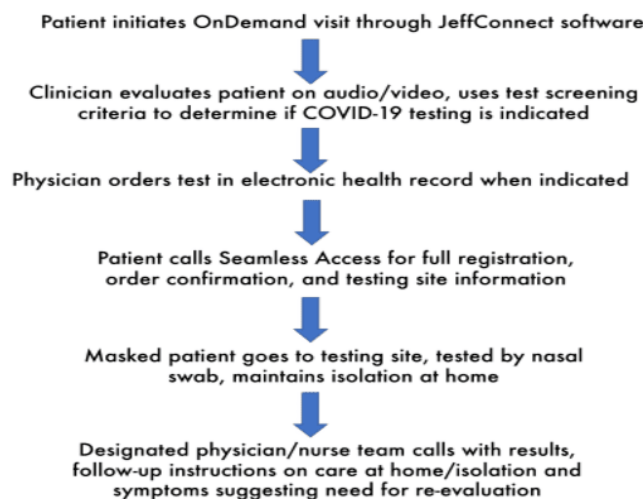 Patient initiates OnDemand visit through JeffConnect software
Clinician evaluates patient on audio/video, uses test screening
criteria to determine if COVID-19 testing is indicated
Physician orders test in electronic health record when indicated
Patient calls Seamless Access for full registration,
order confirmation, and testing site information
Masked patient goes to testing site, tested by nasal
swab, maintains isolation at home
Designated physician/nurse team calls with results,
follow-up instructions on care at home/isolation and
symptoms suggesting need for re-evaluation